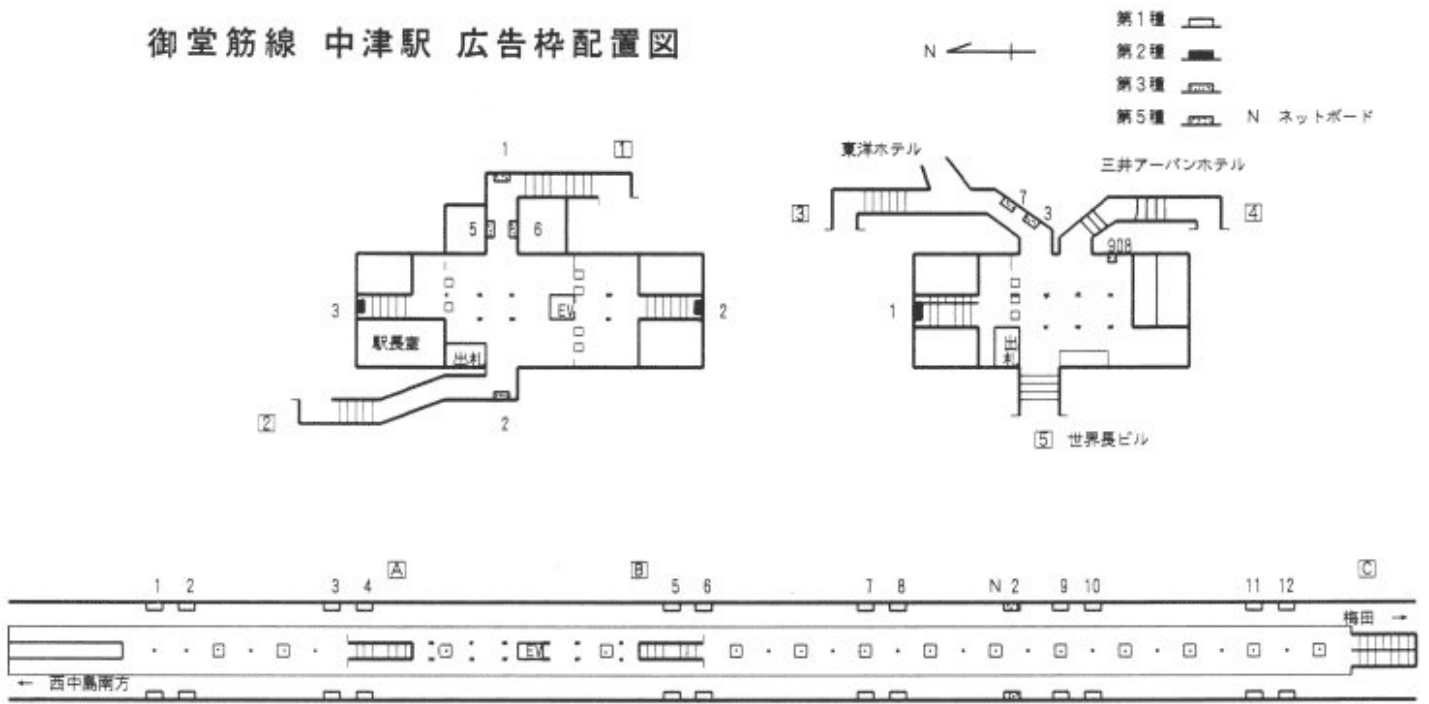 御堂筋線 中津駅 広告枠配置図
N
第1種
第2種
第3種
第5種 N ネットボード
1 1
5 6
3 EV 2
駅長室
出札
2 2
東洋ホテル
三井アーバンホテル
7
3 3 4
908
1
出札
5 世界長ビル
A B C
1 2 3 4 5 6 7 8 N 2 9 10 11 12
梅田 →
EV
← 西中島南方